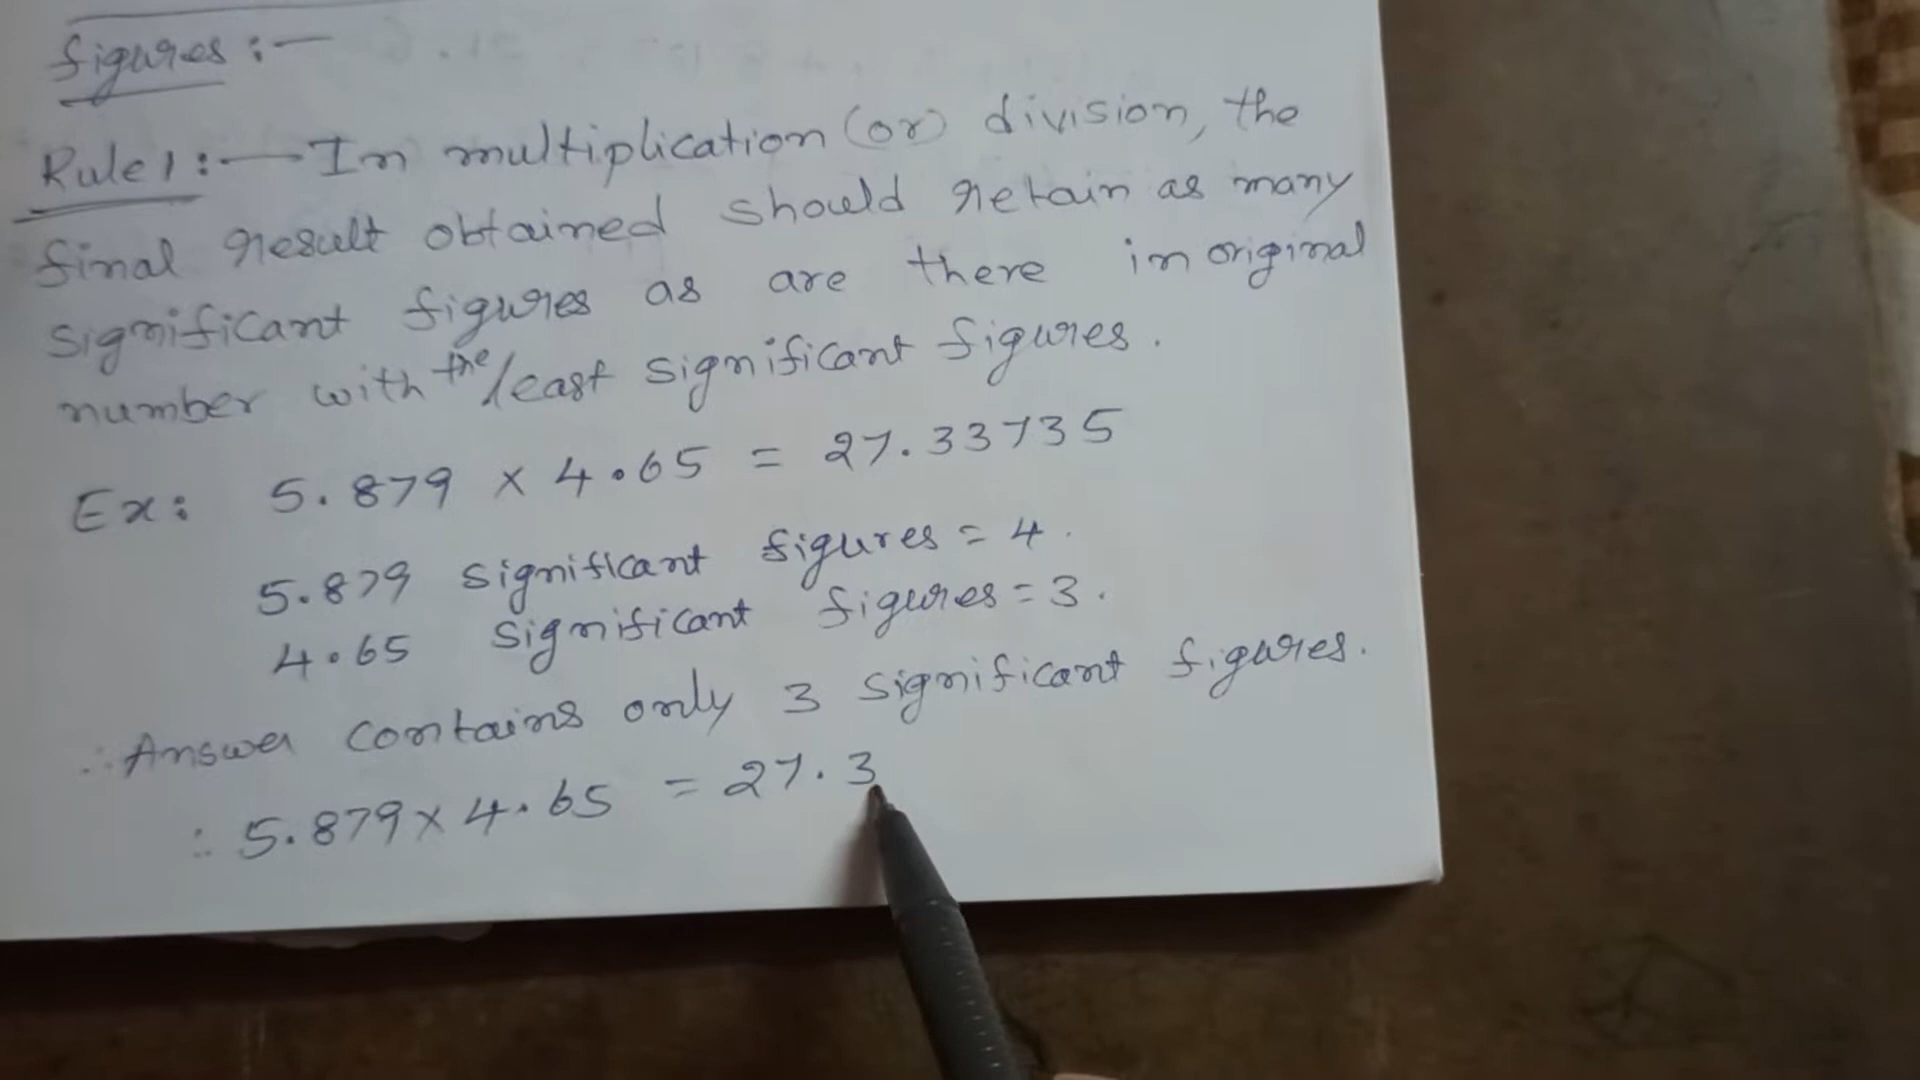 figures :-
Rule 1 :- In multiplication (or) division, the
final result obtained should retain as many
significant figures as are there in original
number with the least significant figures.
Ex: 5.879 × 4.65 = 27.33735
5.879 significant figures = 4.
4.65 significant figures = 3.
∴ Answer contains only 3 significant figures.
∴ 5.879 × 4.65 = 27.3